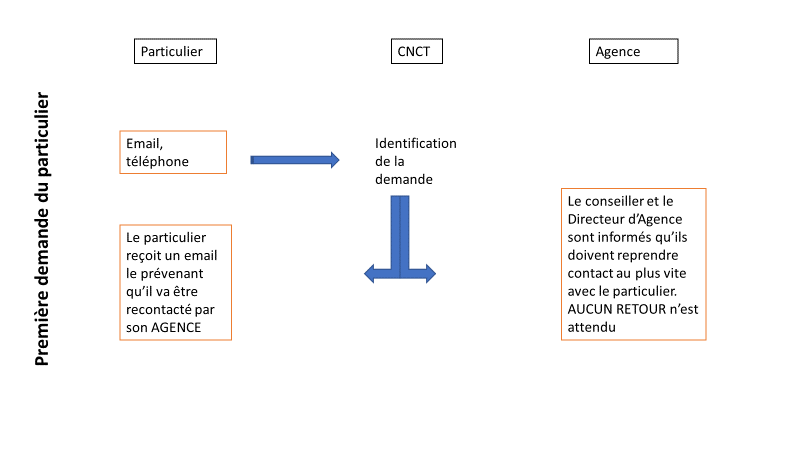 Particulier
CNCT
Agence
Première demande du particulier
Email,
téléphone
Identification
de la
demande
Le particulier
reçoit un email
le prévenant
qu'il va être
recontacté par
son AGENCE
Le conseiller et le
Directeur d'Agence
sont informés qu'ils
doivent reprendre
contact au plus vite
avec le particulier.
AUCUN RETOUR n'est
attendu